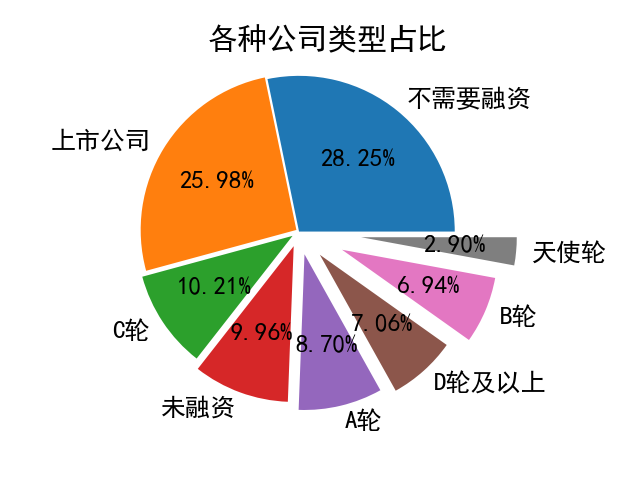 各种公司类型占比
不需要融资
28.25%
上市公司
25.98%
C轮
10.21%
未融资
9.96%
A轮
8.70%
D轮及以上
7.06%
B轮
6.94%
天使轮
2.90%